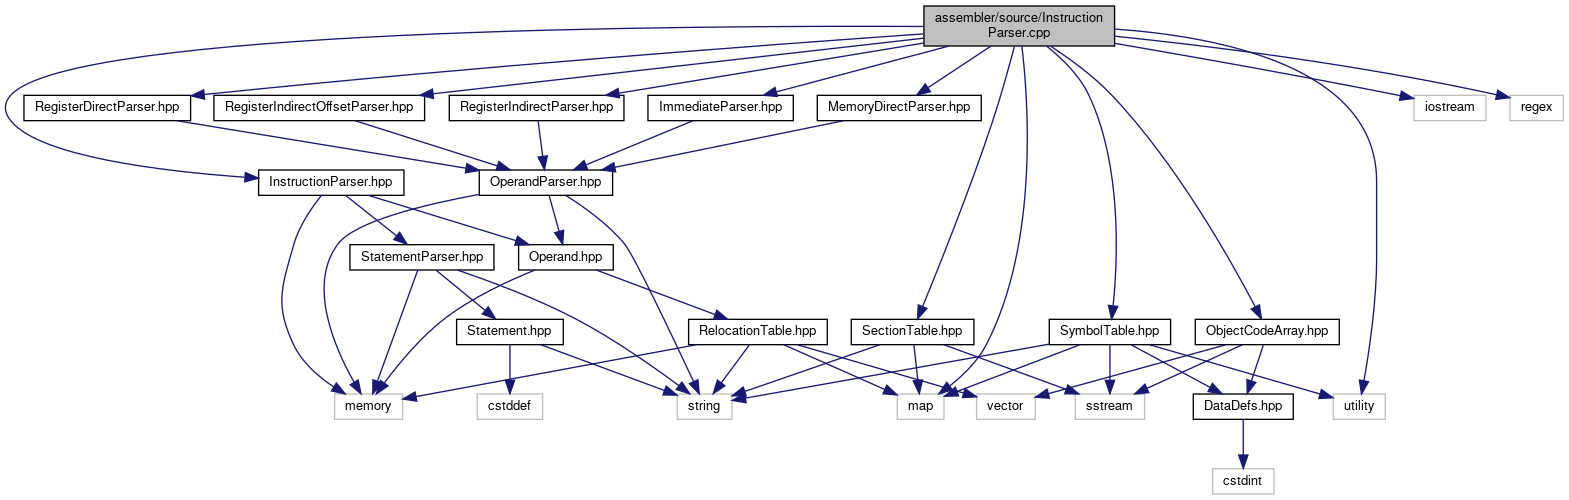 assembler/source/Instruction
Parser.cpp
RegisterDirectParser.hpp
RegisterIndirectOffsetParser.hpp
RegisterIndirectParser.hpp
ImmediateParser.hpp
MemoryDirectParser.hpp
iostream
regex
InstructionParser.hpp
OperandParser.hpp
StatementParser.hpp
Operand.hpp
Statement.hpp
RelocationTable.hpp
SectionTable.hpp
SymbolTable.hpp
ObjectCodeArray.hpp
memory
cstddef
string
map
vector
sstream
DataDefs.hpp
utility
cstdint